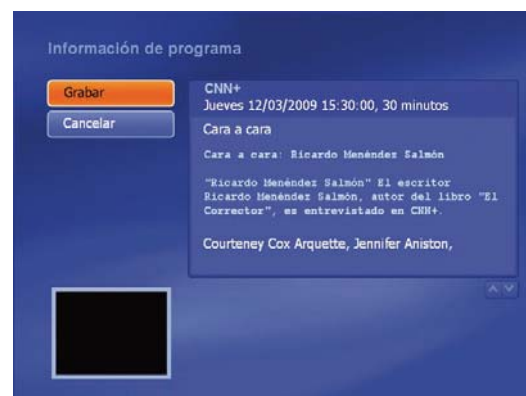 Información de programa
Grabar
Cancelar
CNN+
Jueves 12/03/2009 15:30:00, 30 minutos
Cara a cara
Cara a cara: Ricardo Menéndez Salmón
"Ricardo Menéndez Salmón" El escritor
Ricardo Menéndez Salmón, autor del libro "El
Corrector", es entrevistado en CNN+.
Courteney Cox Arquette, Jennifer Aniston,